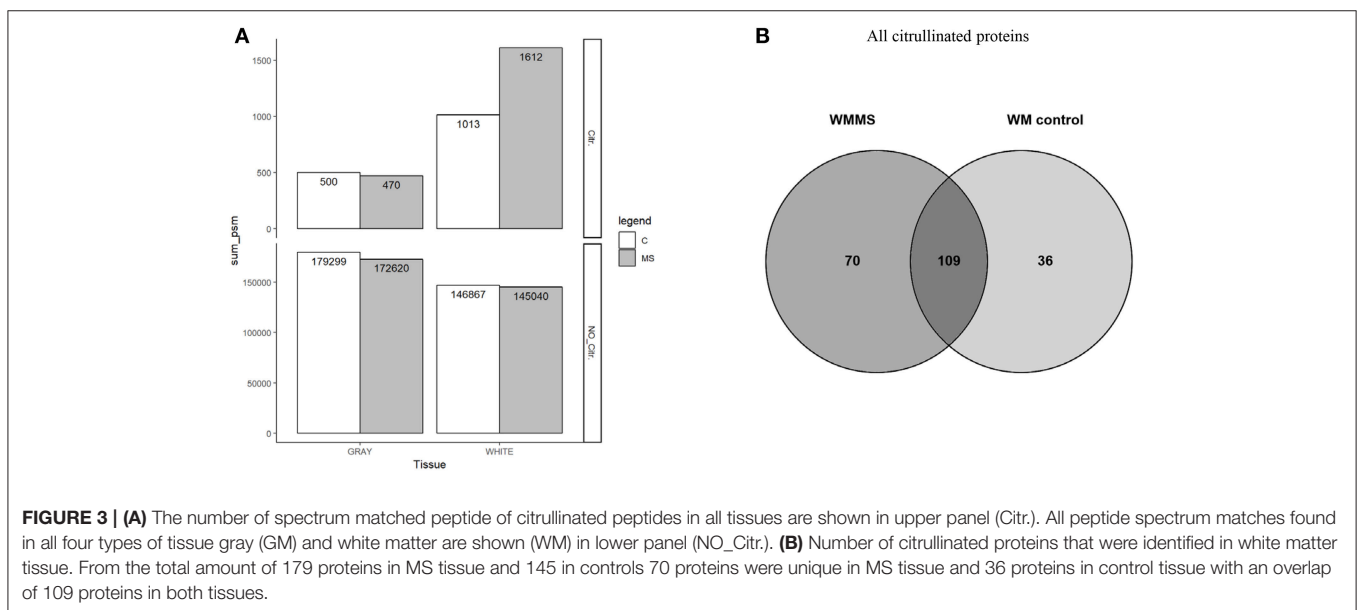 A
1500
1000
500
0
500
470
1013
1612
Citr.
sum_psm
150000
100000
50000
0
179299
172620
146867
145040
NO_Citr.
GRAY
WHITE
Tissue
legend
C
MS
B
All citrullinated proteins
WMMS
WM control
70
109
36
FIGURE 3 | (A) The number of spectrum matched peptide of citrullinated peptides in all tissues are shown in upper panel (Citr.). All peptide spectrum matches found
in all four types of tissue gray (GM) and white matter are shown (WM) in lower panel (NO_Citr.). (B) Number of citrullinated proteins that were identified in white matter
tissue. From the total amount of 179 proteins in MS tissue and 145 in controls 70 proteins were unique in MS tissue and 36 proteins in control tissue with an overlap
of 109 proteins in both tissues.